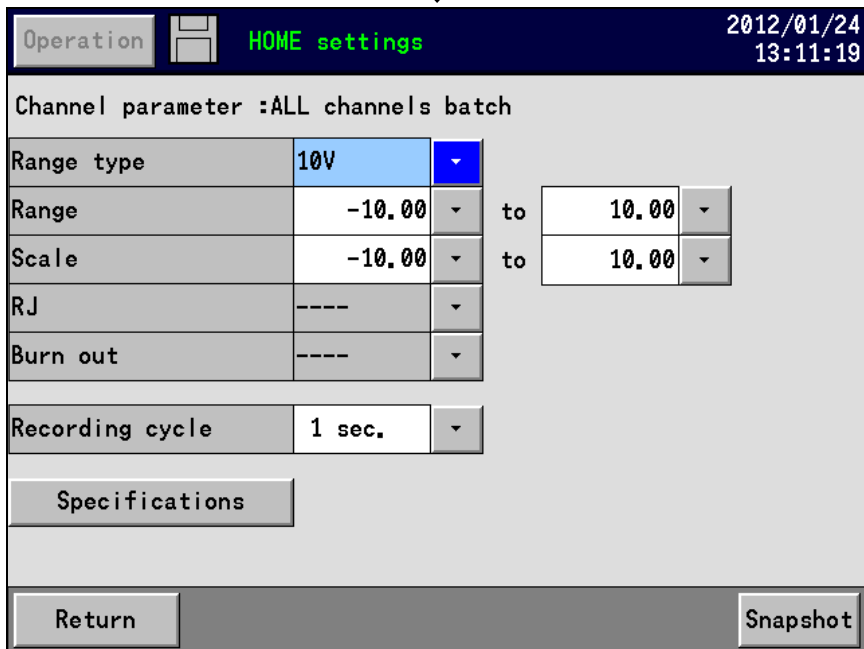 Operation HOME settings 2012/01/24
13:11:19
Channel parameter :ALL channels batch
Range type 10V
Range -10.00 to 10.00
Scale -10.00 to 10.00
RJ ----
Burn out ----
Recording cycle 1 sec.
Specifications
Return Snapshot